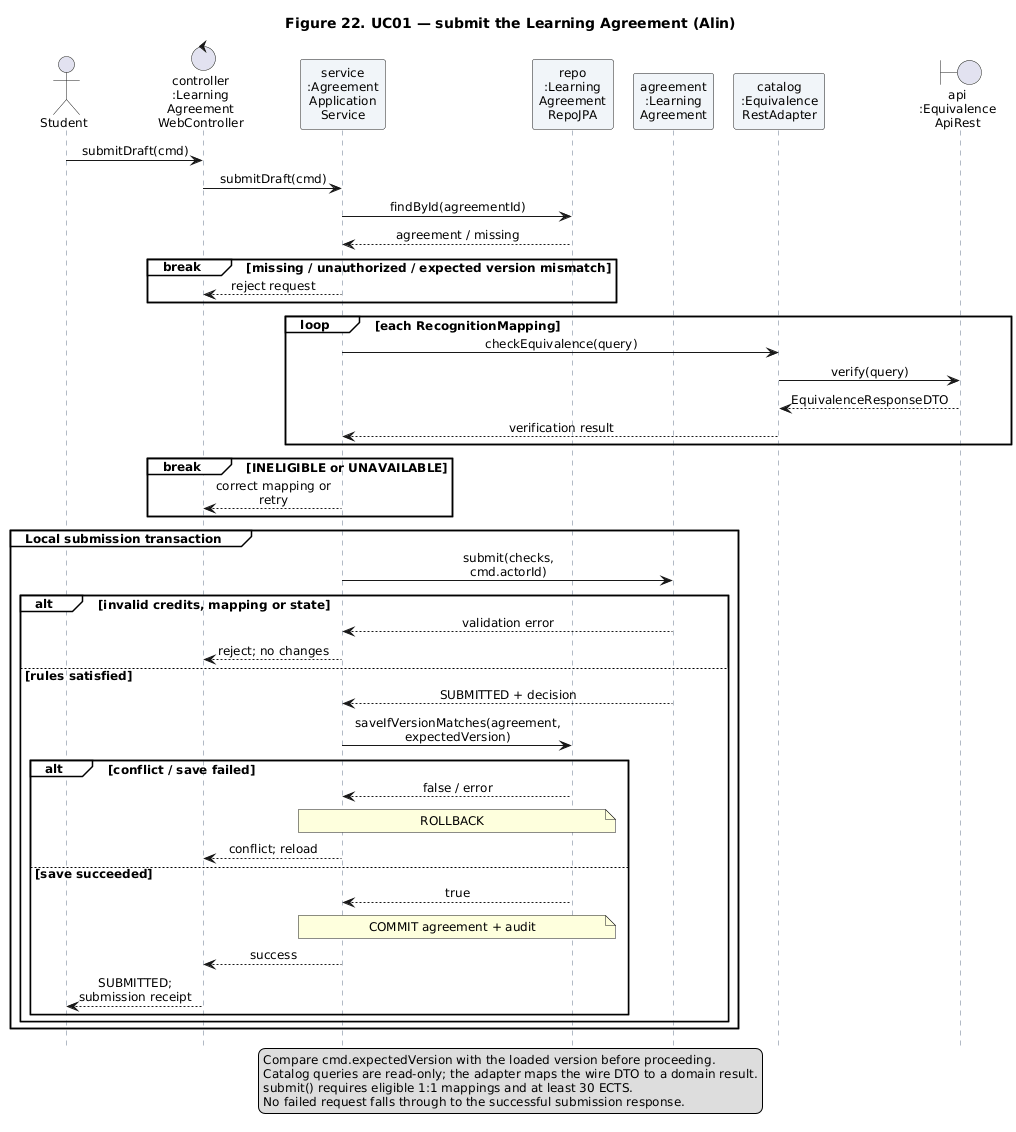 Figure 22. UC01 — submit the Learning Agreement (Alin)
Student
controller
:Learning
Agreement
WebController
service
:Agreement
Application
Service
repo
:Learning
Agreement
RepoJPA
agreement
:Learning
Agreement
catalog
:Equivalence
RestAdapter
api
:Equivalence
ApiRest
submitDraft(cmd)
submitDraft(cmd)
findById(agreementId)
agreement / missing
break [missing / unauthorized / expected version mismatch]
reject request
loop [each RecognitionMapping]
checkEquivalence(query)
verify(query)
EquivalenceResponseDTO
verification result
break [INELIGIBLE or UNAVAILABLE]
correct mapping or
retry
Local submission transaction
submit(checks,
cmd.actorId)
alt [invalid credits, mapping or state]
validation error
reject; no changes
[rules satisfied]
SUBMITTED + decision
saveIfVersionMatches(agreement,
expectedVersion)
alt [conflict / save failed]
false / error
ROLLBACK
conflict; reload
[save succeeded]
true
COMMIT agreement + audit
success
SUBMITTED;
submission receipt
Compare cmd.expectedVersion with the loaded version before proceeding.
Catalog queries are read-only; the adapter maps the wire DTO to a domain result.
submit() requires eligible 1:1 mappings and at least 30 ECTS.
No failed request falls through to the successful submission response.